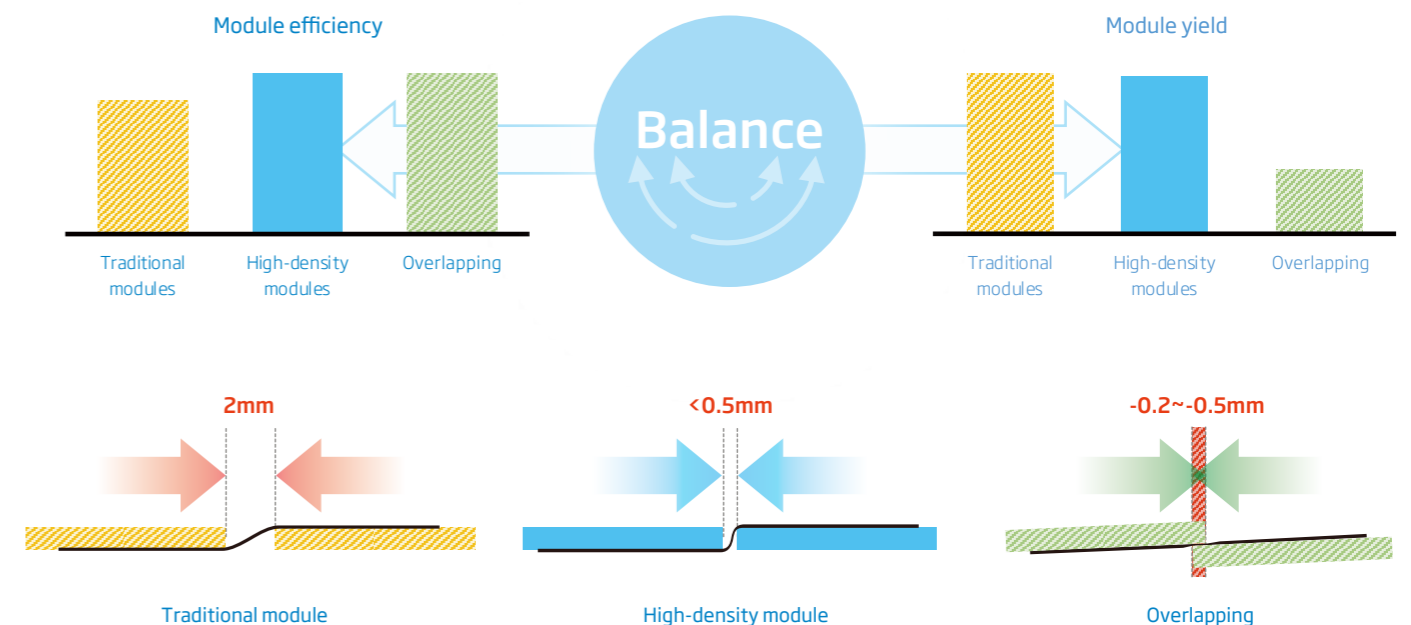 Module efficiency
Module yield
Balance
Traditional
modules
High-density
modules
Overlapping
Traditional
modules
High-density
modules
Overlapping
2mm
<0.5mm
-0.2~-0.5mm
Traditional module
High-density module
Overlapping